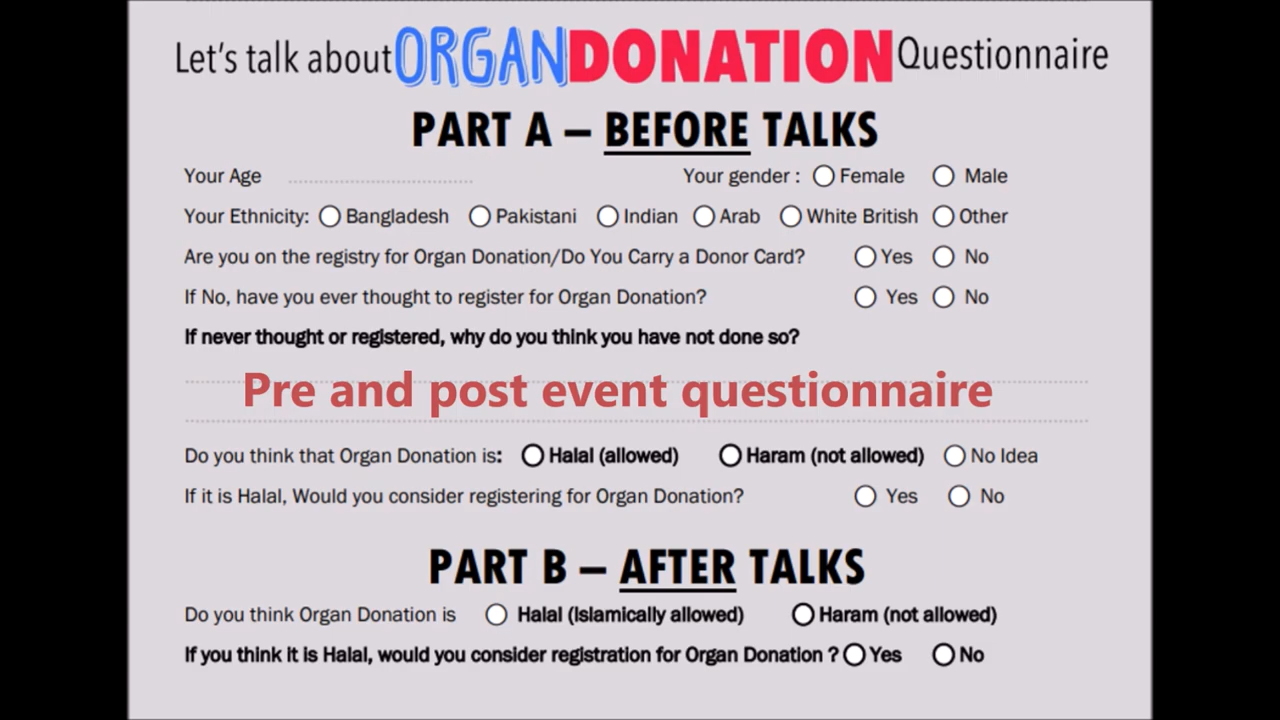 Let's talk about ORGANDONATION Questionnaire
PART A – BEFORE TALKS
Your Age Your gender : Female Male
Your Ethnicity: Bangladesh Pakistani Indian Arab White British Other
Are you on the registry for Organ Donation/Do You Carry a Donor Card? Yes No
If No, have you ever thought to register for Organ Donation? Yes No
If never thought or registered, why do you think you have not done so?
Pre and post event questionnaire
Do you think that Organ Donation is: Halal (allowed) Haram (not allowed) No Idea
If it is Halal, Would you consider registering for Organ Donation? Yes No
PART B – AFTER TALKS
Do you think Organ Donation is Halal (Islamically allowed) Haram (not allowed)
If you think it is Halal, would you consider registration for Organ Donation ? Yes No